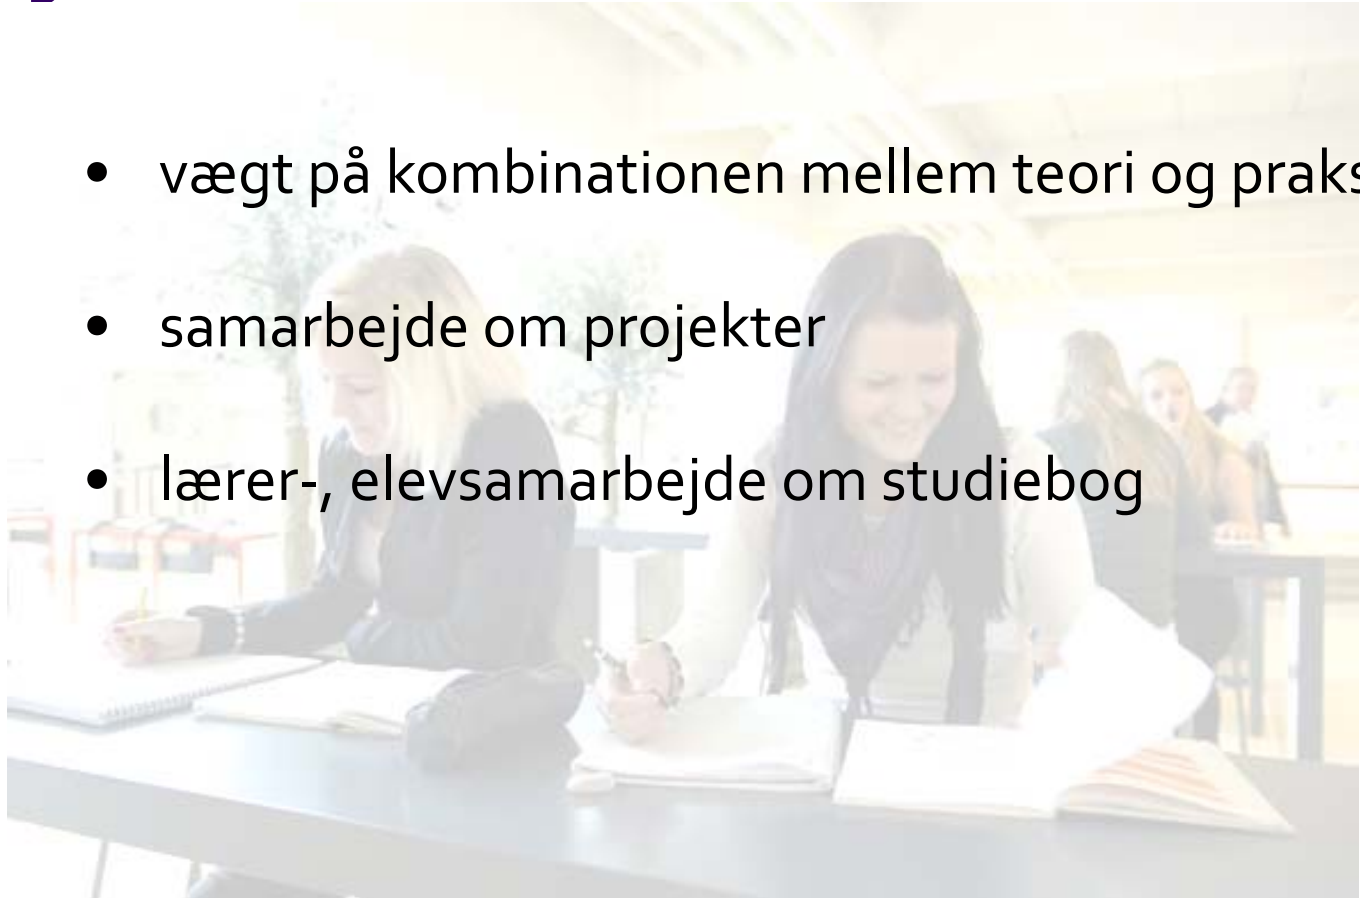 • vægt på kombinationen mellem teori og praks
• samarbejde om projekter
• lærer-, elevsamarbejde om studiebog